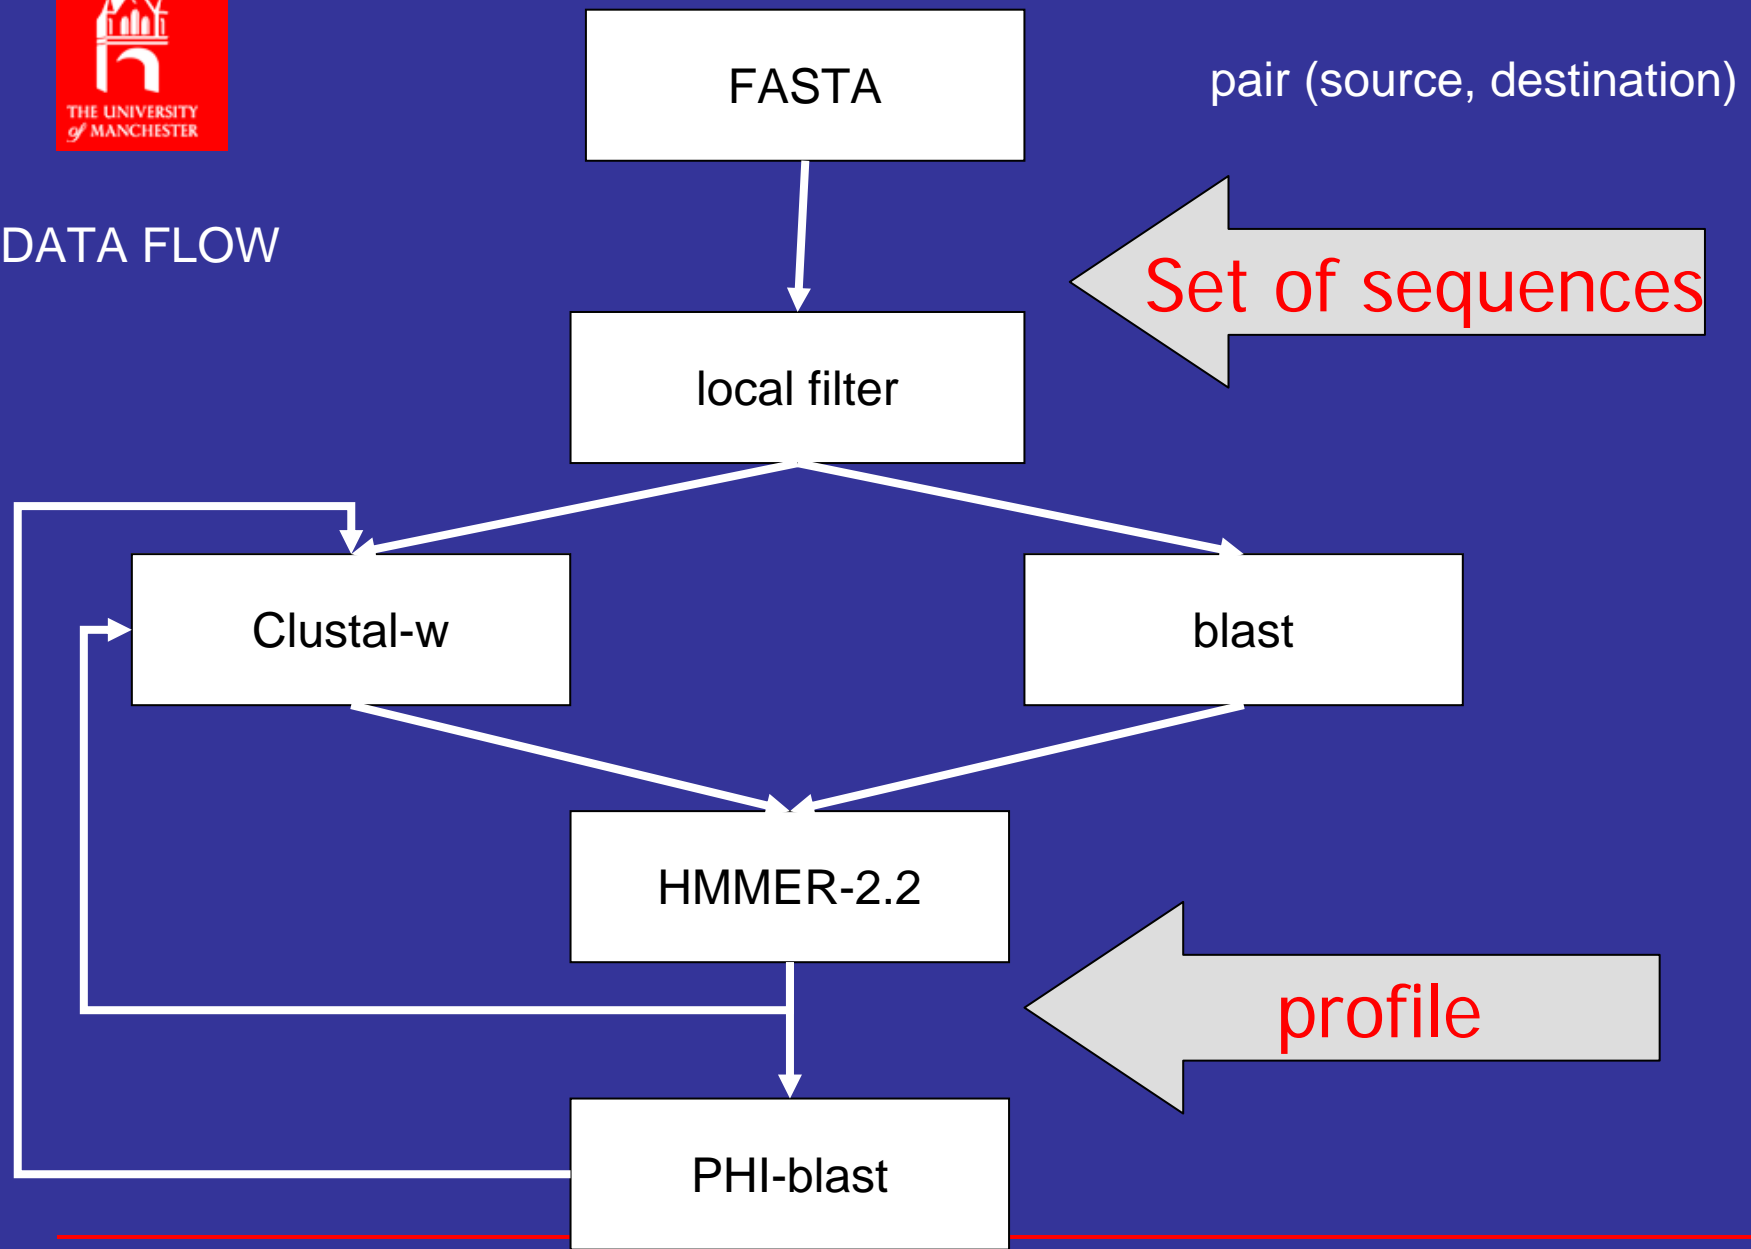 THE UNIVERSITY
of MANCHESTER
FASTA
pair (source, destination)
DATA FLOW
Set of sequences
local filter
Clustal-w
blast
HMMER-2.2
profile
PHI-blast